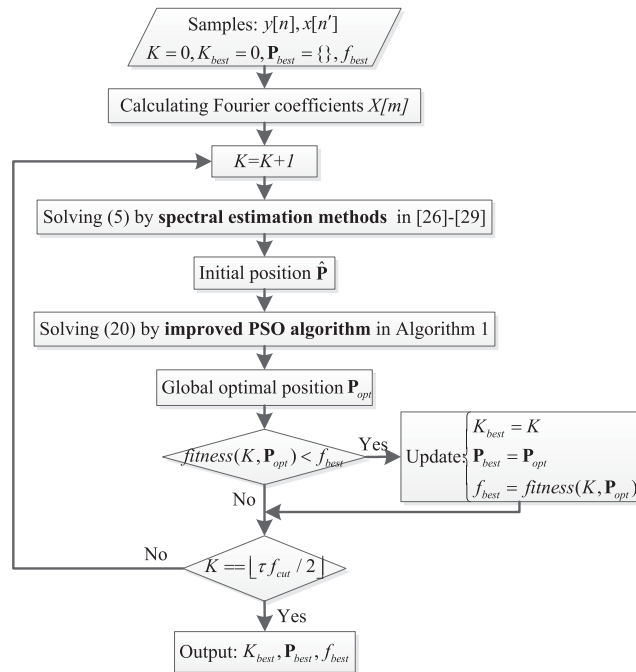 Samples: y[n], x[n′]
K = 0, K_best = 0, P_best = {}, f_best
Calculating Fourier coefficients X[m]
K=K+1
Solving (5) by spectral estimation methods in [26]-[29]
Initial position P̂
Solving (20) by improved PSO algorithm in Algorithm 1
Global optimal position P_opt
fitness(K, P_opt) < f_best
Yes
Update:
K_best = K
P_best = P_opt
f_best = fitness(K, P_opt)
No
K == ⌊τ f_cut / 2⌋
No
Yes
Output: K_best, P_best, f_best